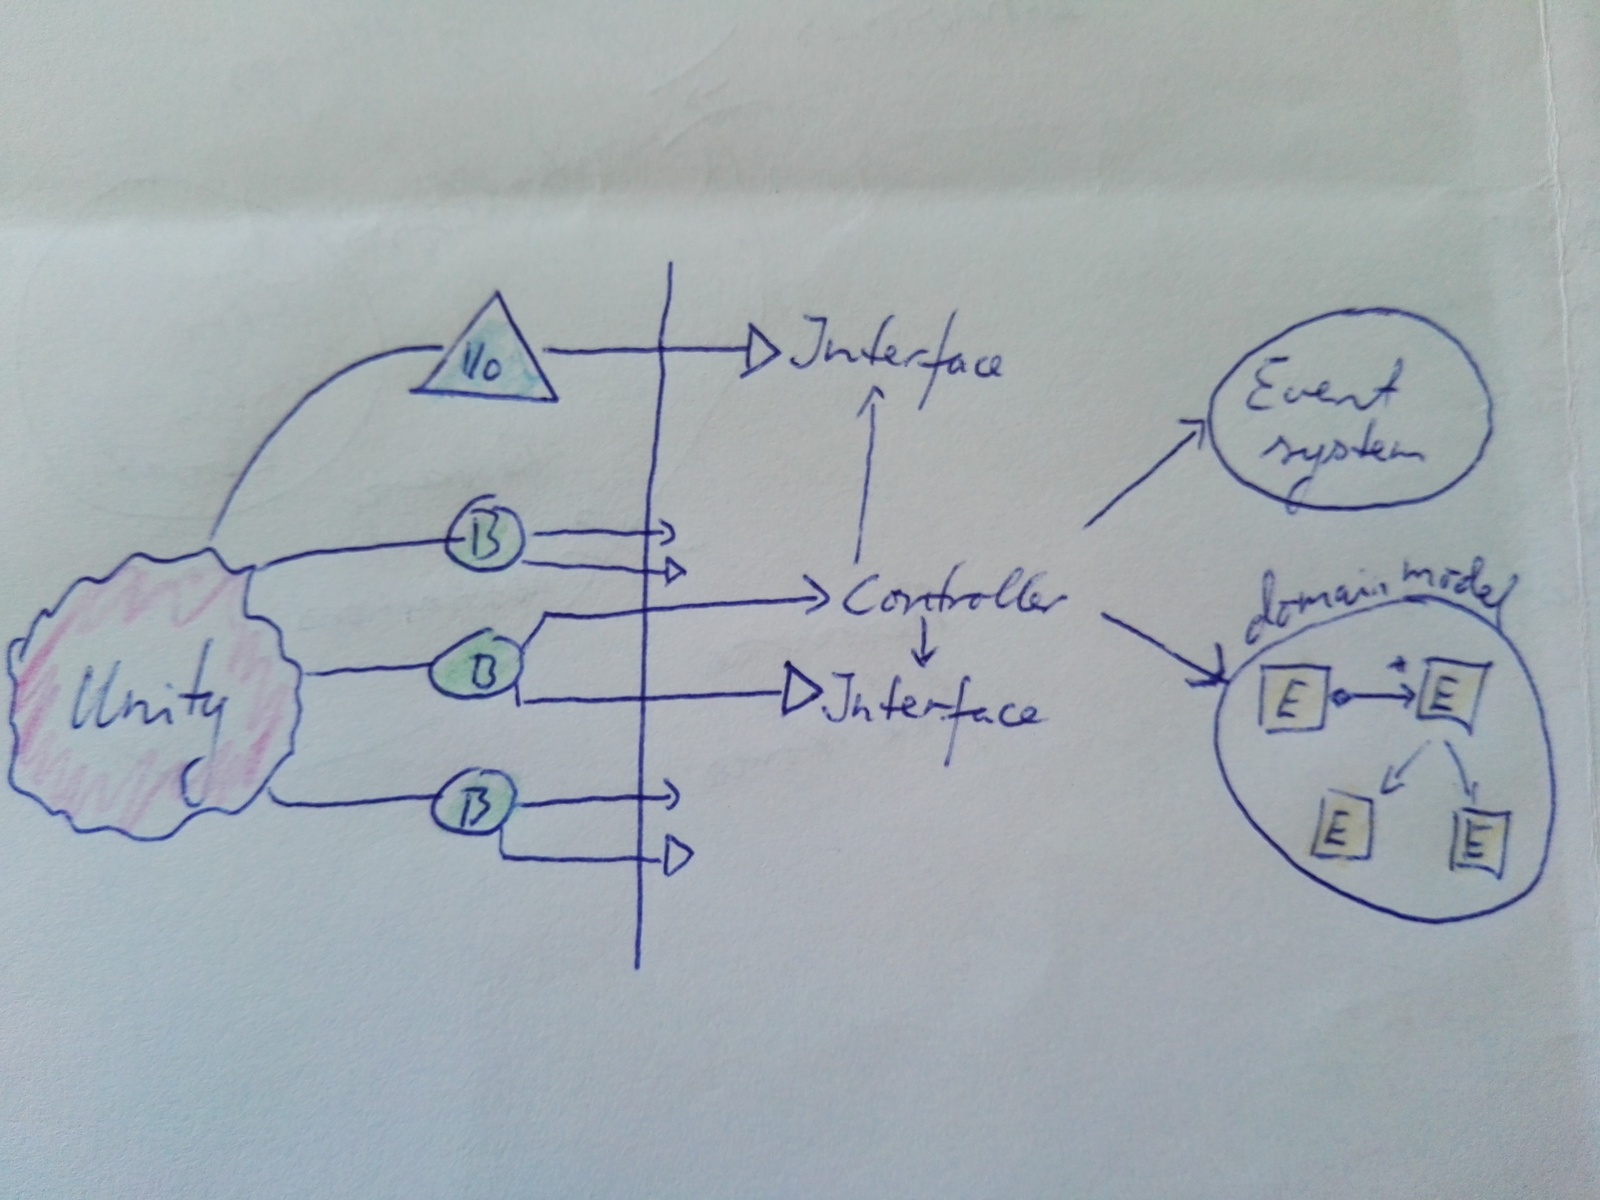 I/o
Interface
Event
system
B
Controller
domain model
Unity
B
Interface
E
*
E
B
E
E